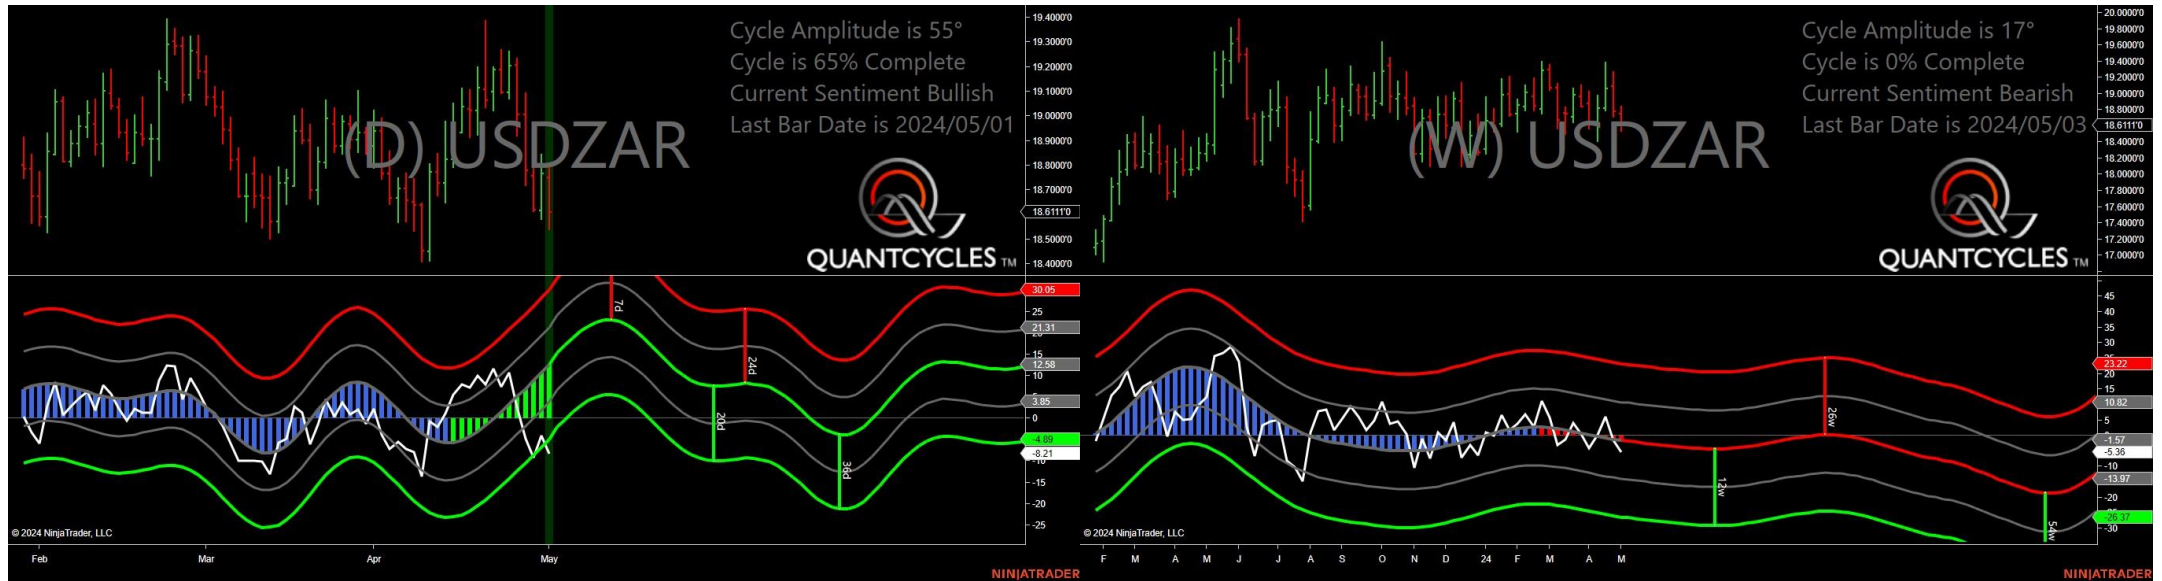 Cycle Amplitude is 55°
Cycle is 65% Complete
Current Sentiment Bullish
Last Bar Date is 2024/05/01
(D) USDZAR
QUANTCYCLES TM
19.4000'0
19.3000'0
19.2000'0
19.1000'0
19.0000'0
18.9000'0
18.8000'0
18.7000'0
18.6111'0
18.5000'0
18.4000'0
7d
24d
20d
36d
30.05
25
21.31
15
12.58
10
5
3.85
0
-4.89
-8.21
-10
-15
-20
-25
© 2024 NinjaTrader, LLC
Feb
Mar
Apr
May
NINJATRADER
Cycle Amplitude is 17°
Cycle is 0% Complete
Current Sentiment Bearish
Last Bar Date is 2024/05/03
(W) USDZAR
QUANTCYCLES TM
20.0000'0
19.8000'0
19.6000'0
19.4000'0
19.2000'0
19.0000'0
18.8000'0
18.6111'0
18.4000'0
18.2000'0
18.0000'0
17.8000'0
17.6000'0
17.4000'0
17.2000'0
17.0000'0
26w
12w
54w
45
40
35
30
23.22
20
15
10.82
5
-1.57
-5.36
-10
-13.97
-20
-26.37
-30
© 2024 NinjaTrader, LLC
F M A M J J A S O N D 24 F M A M
NINJATRADER